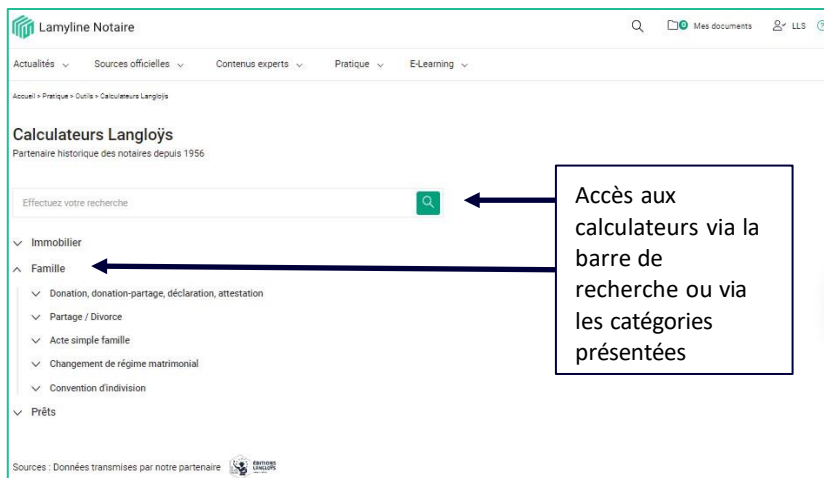 Lamyline Notaire
0 Mes documents LLS ?
Actualités Sources officielles Contenus experts Pratique E-Learning
Accueil > Pratique > Outils > Calculateurs Langloÿs
Calculateurs Langloÿs
Partenaire historique des notaires depuis 1956
Effectuez votre recherche
Immobilier
Famille
Donation, donation-partage, déclaration, attestation
Partage / Divorce
Acte simple famille
Changement de régime matrimonial
Convention d'indivision
Prêts
Accès aux
calculateurs via la
barre de
recherche ou via
les catégories
présentées
Sources : Données transmises par notre partenaire
ÉDITIONS
LANGLOŸS